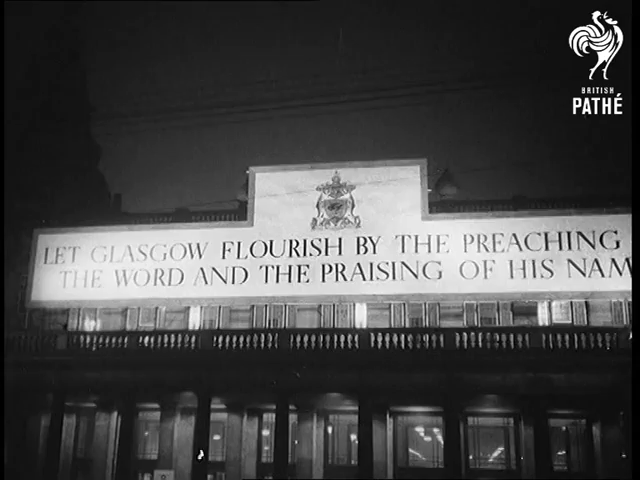 BRITISH
PATHÉ
LET GLASGOW FLOURISH BY THE PREACHING
THE WORD AND THE PRAISING OF HIS NAM